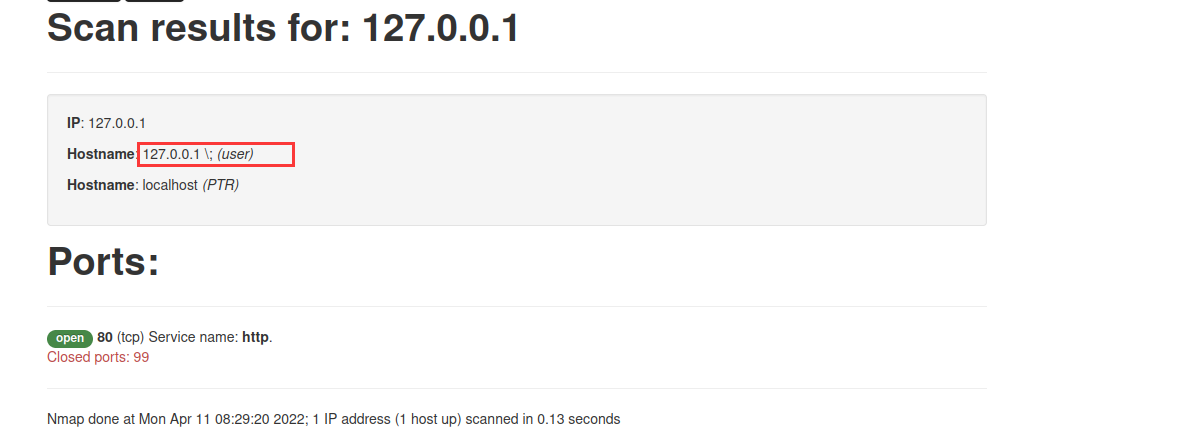 Scan results for: 127.0.0.1
IP: 127.0.0.1
Hostname: 127.0.0.1 \; (user)
Hostname: localhost (PTR)
Ports:
open 80 (tcp) Service name: http.
Closed ports: 99
Nmap done at Mon Apr 11 08:29:20 2022; 1 IP address (1 host up) scanned in 0.13 seconds